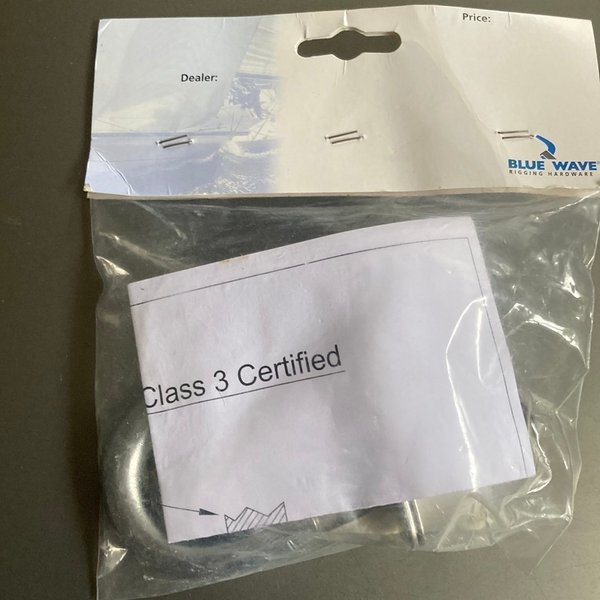 Price:
Dealer:
BLUE WAVE
RIGGING HARDWARE
Class 3 Certified